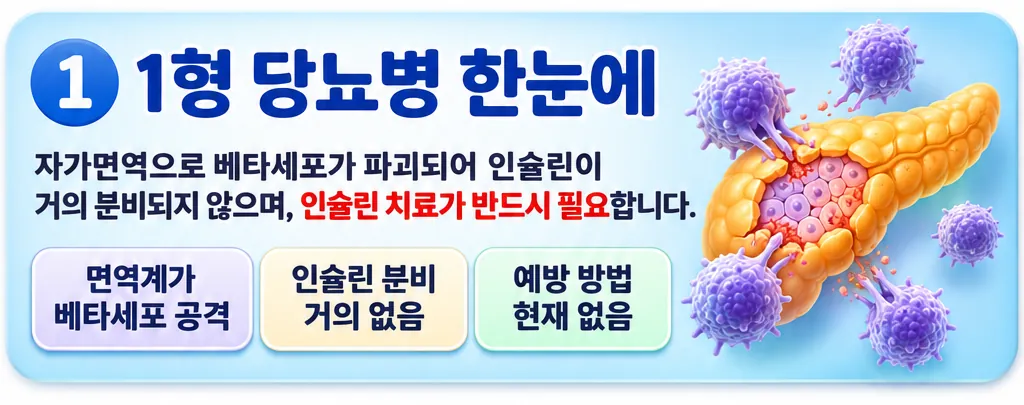 1 1형 당뇨병 한눈에
자가면역으로 베타세포가 파괴되어 인슐린이
거의 분비되지 않으며, 인슐린 치료가 반드시 필요합니다.
면역계가
베타세포 공격
인슐린 분비
거의 없음
예방 방법
현재 없음